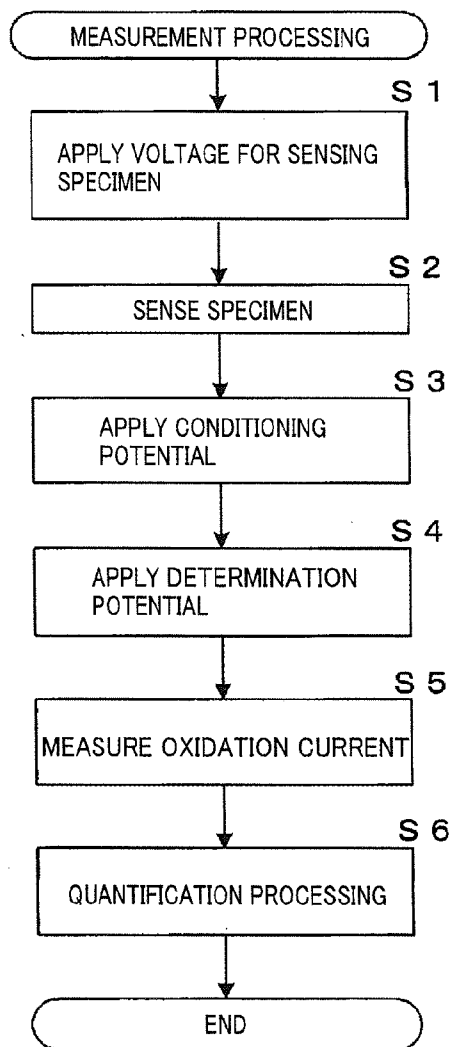 MEASUREMENT PROCESSING
S 1
APPLY VOLTAGE FOR SENSING
SPECIMEN
S 2
SENSE SPECIMEN
S 3
APPLY CONDITIONING
POTENTIAL
S 4
APPLY DETERMINATION
POTENTIAL
S 5
MEASURE OXIDATION CURRENT
S 6
QUANTIFICATION PROCESSING
END